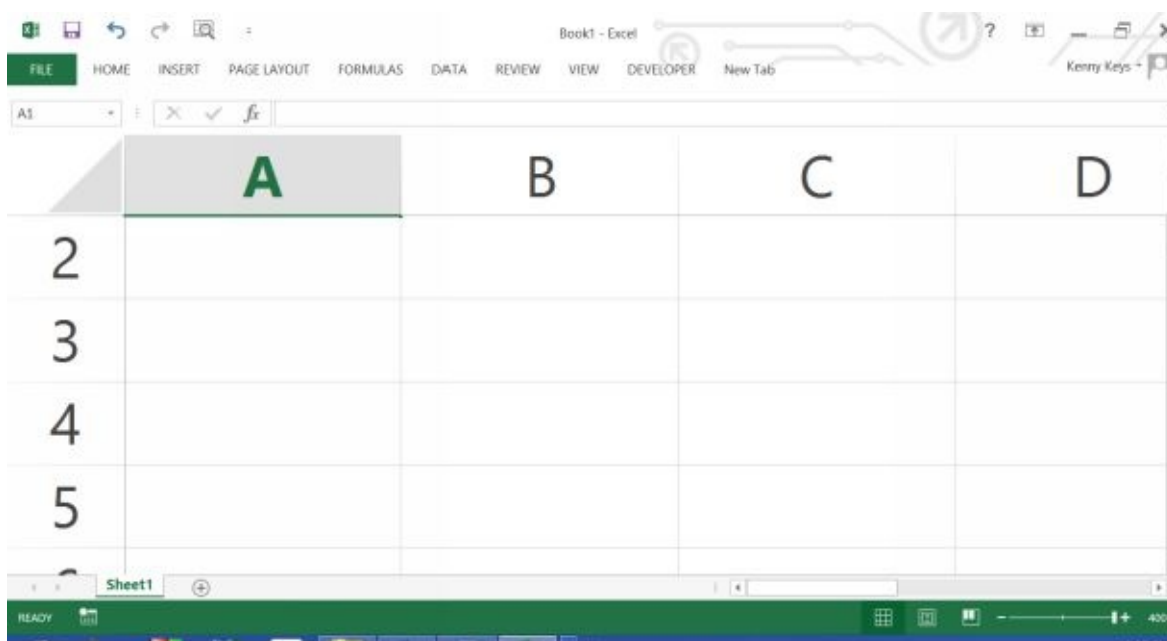 Book1 - Excel
?
FILE HOME INSERT PAGE LAYOUT FORMULAS DATA REVIEW VIEW DEVELOPER New Tab Kenny Keys
A1 fx
A B C D
2
3
4
5
Sheet1
READY 400